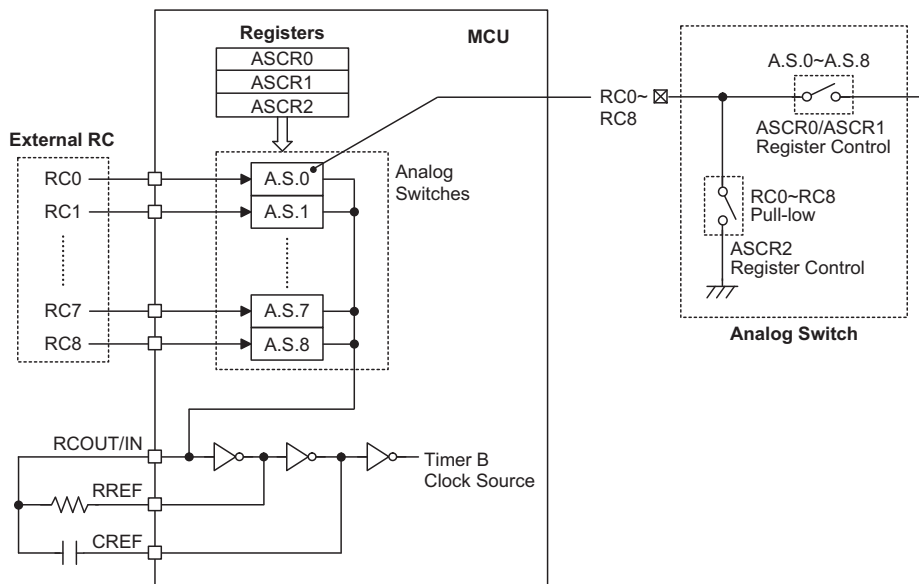 Registers
MCU
ASCR0
ASCR1
ASCR2
External RC
RC0
RC1
RC7
RC8
A.S.0
A.S.1
A.S.7
A.S.8
Analog
Switches
RCOUT/IN
RREF
CREF
Timer B
Clock Source
RC0~
RC8
A.S.0~A.S.8
ASCR0/ASCR1
Register Control
RC0~RC8
Pull-low
ASCR2
Register Control
Analog Switch